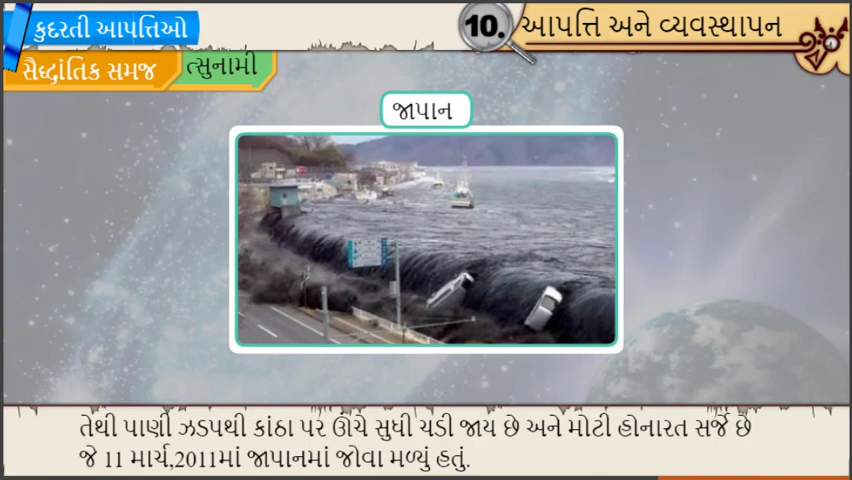 કુદરતી આપત્તિઓ
10. આપત્તિ અને વ્યવસ્થાપન
સૈદ્ધાંતિક સમજ
ત્સુનામી
જાપાન
તેથી પાણી ઝડપથી કાંઠા પર ઊંચે સુધી ચડી જાય છે અને મોટી હોનારત સર્જે છે
જે 11 માર્ચ,2011માં જાપાનમાં જોવા મળ્યું હતું.